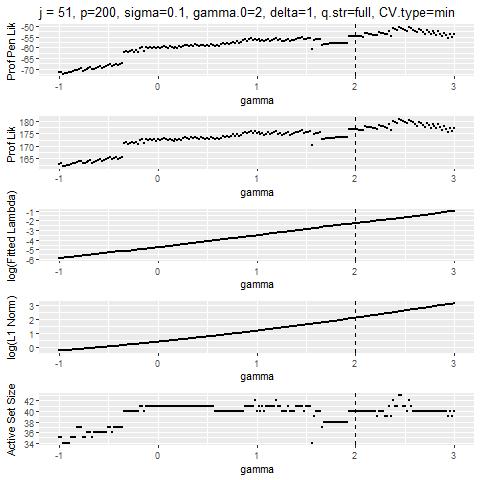 j = 51, p=200, sigma=0.1, gamma.0=2, delta=1, q.str=full, CV.type=min
Prof Pen Lik
-50
-55
-60
-65
-70
-1 0 1 2 3
gamma
Prof Lik
180
175
170
165
-1 0 1 2 3
gamma
log(Fitted Lambda)
-1
-2
-3
-4
-5
-6
-1 0 1 2 3
gamma
log(L1 Norm)
3
2
1
0
-1 0 1 2 3
gamma
Active Set Size
42
40
38
36
34
-1 0 1 2 3
gamma